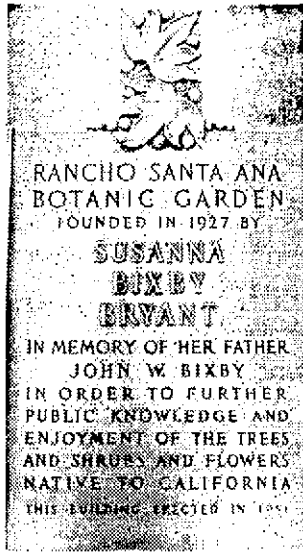 RANCHO SANTA ANA
BOTANIC GARDEN
FOUNDED IN 1927 BY
SUSANNA
BIXBY
BRYANT
IN MEMORY OF HER FATHER
JOHN W. BIXBY
IN ORDER TO FURTHER
PUBLIC KNOWLEDGE AND
ENJOYMENT OF THE TREES
AND SHRUBS AND FLOWERS
NATIVE TO CALIFORNIA
THIS BUILDING ERECTED IN 1951